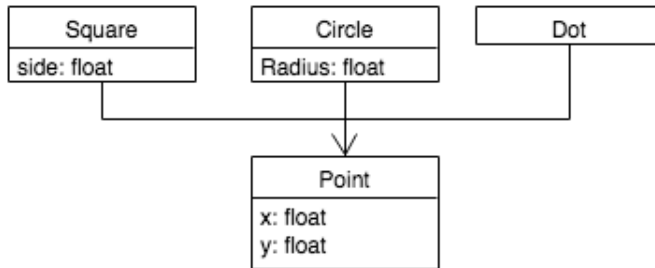 Square
side: float
Circle
Radius: float
Dot
Point
x: float
y: float